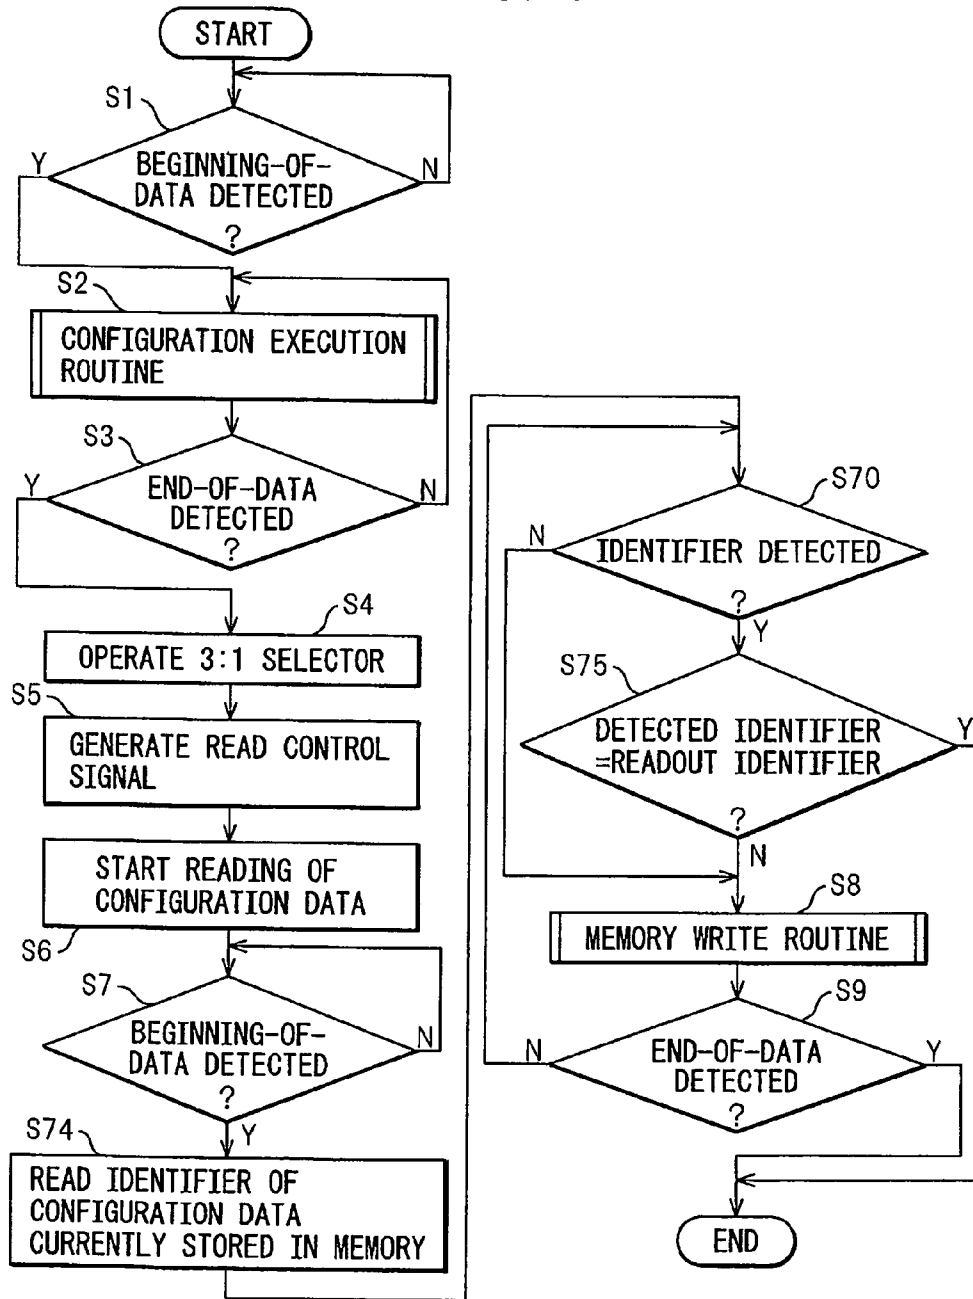 START
S1
Y
N
BEGINNING-OF-
DATA DETECTED
?
S2
CONFIGURATION EXECUTION
ROUTINE
S3
Y
N
END-OF-DATA
DETECTED
?
S4
OPERATE 3:1 SELECTOR
S5
GENERATE READ CONTROL
SIGNAL
START READING OF
CONFIGURATION DATA
S6
S7
N
BEGINNING-OF-
DATA DETECTED
?
Y
S74
READ IDENTIFIER OF
CONFIGURATION DATA
CURRENTLY STORED IN MEMORY
S70
N
IDENTIFIER DETECTED
?
Y
S75
DETECTED IDENTIFIER
=READOUT IDENTIFIER
Y
?
N
S8
MEMORY WRITE ROUTINE
S9
N
Y
END-OF-DATA
DETECTED
?
END